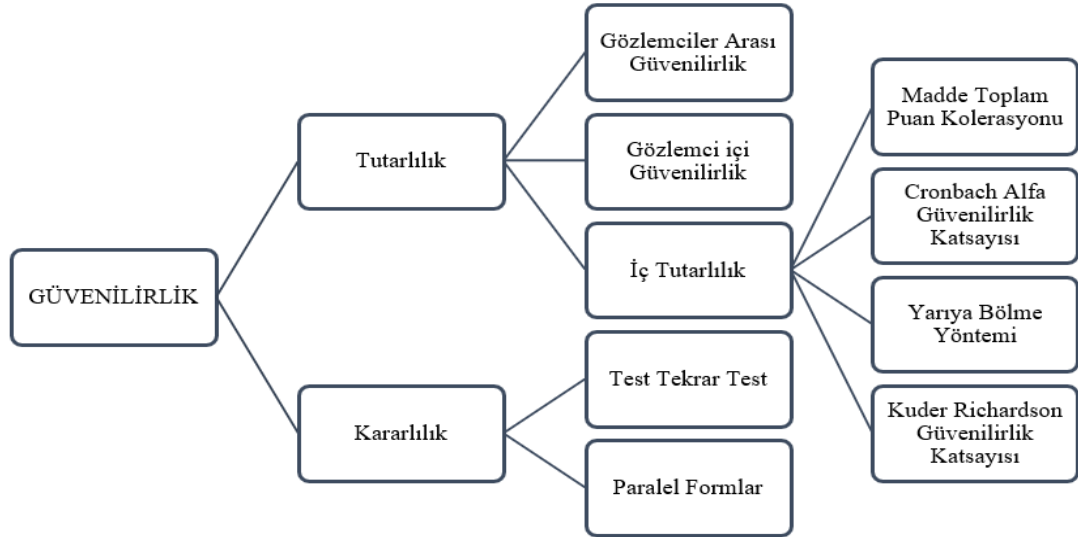 GÜVENİLİRLİK
Tutarlılık
Gözlemciler Arası
Güvenilirlik
Gözlemci içi
Güvenilirlik
İç Tutarlılık
Madde Toplam
Puan Kolerasyonu
Cronbach Alfa
Güvenilirlik
Katsayısı
Yarıya Bölme
Yöntemi
Kuder Richardson
Güvenilirlik
Katsayısı
Kararlılık
Test Tekrar Test
Paralel Formlar